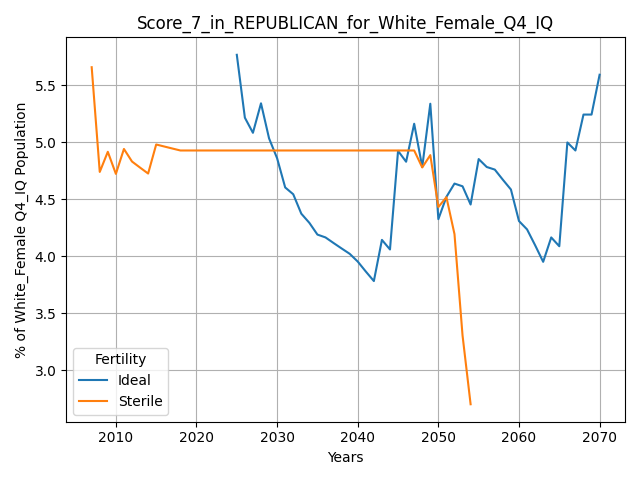 Score_7_in_REPUBLICAN_for_White_Female_Q4_IQ
% of White_Female Q4_IQ Population
5.5
5.0
4.5
4.0
3.5
3.0
Fertility
Ideal
Sterile
2010 2020 2030 2040 2050 2060 2070
Years